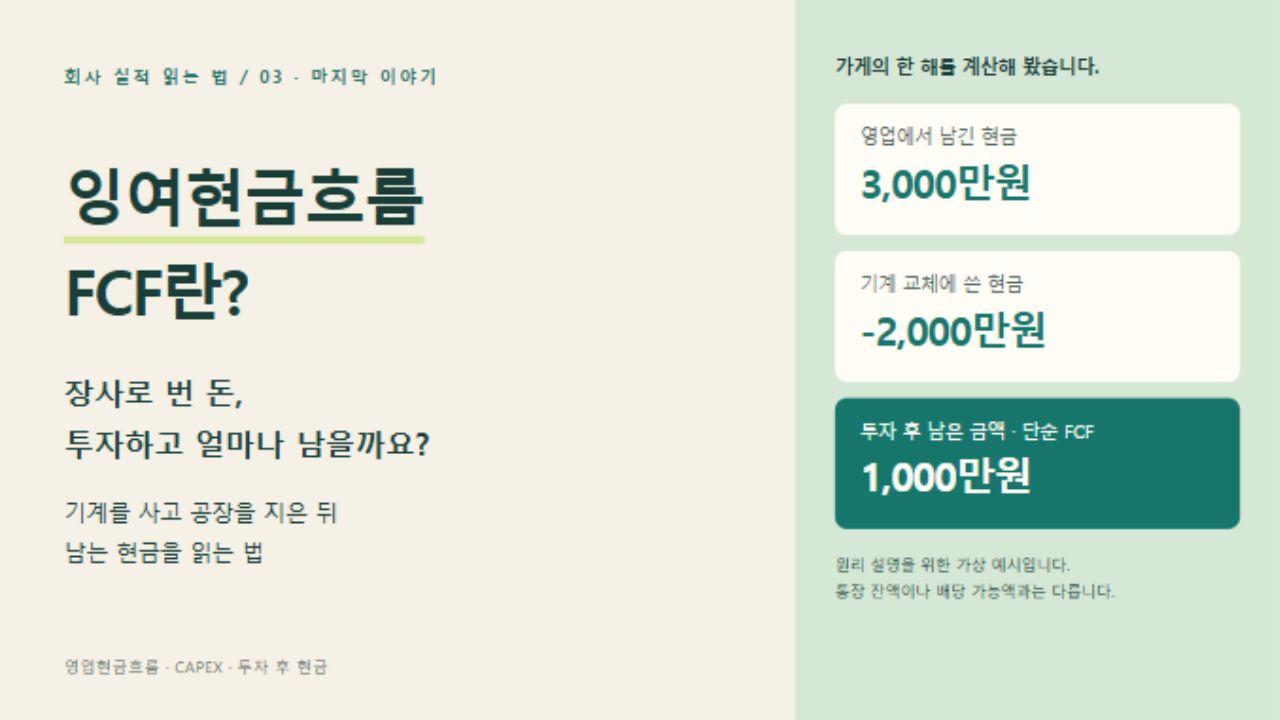 회사 실적 읽는 법 / 03 · 마지막 이야기
잉여현금흐름
FCF란?
장사로 번 돈,
투자하고 얼마나 남을까요?
기계를 사고 공장을 지은 뒤
남는 현금을 읽는 법
영업현금흐름 · CAPEX · 투자 후 현금
가게의 한 해를 계산해 봤습니다.
영업에서 남긴 현금
3,000만원
기계 교체에 쓴 현금
-2,000만원
투자 후 남은 금액 · 단순 FCF
1,000만원
원리 설명을 위한 가상 예시입니다.
통장 잔액이나 배당 가능액과는 다릅니다.